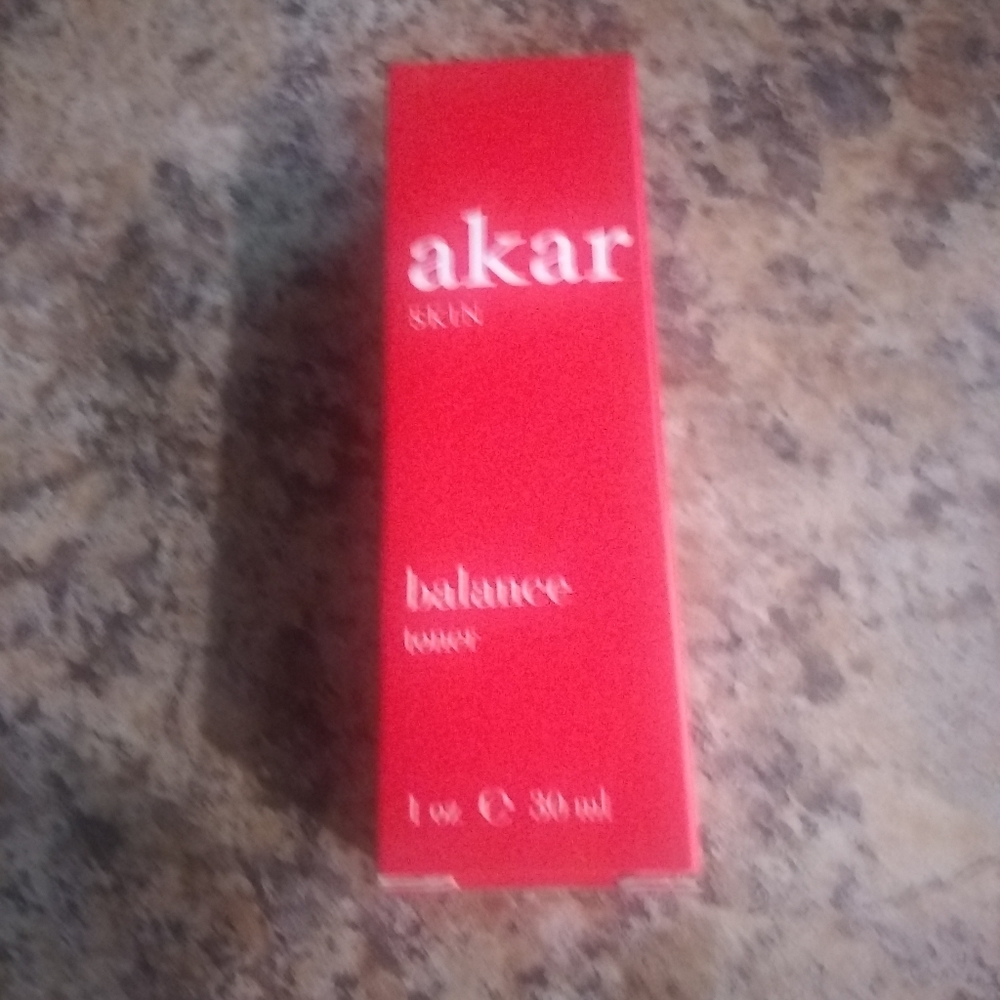 akar
SKIN
balance
toner
1 oz ℮ 30 ml